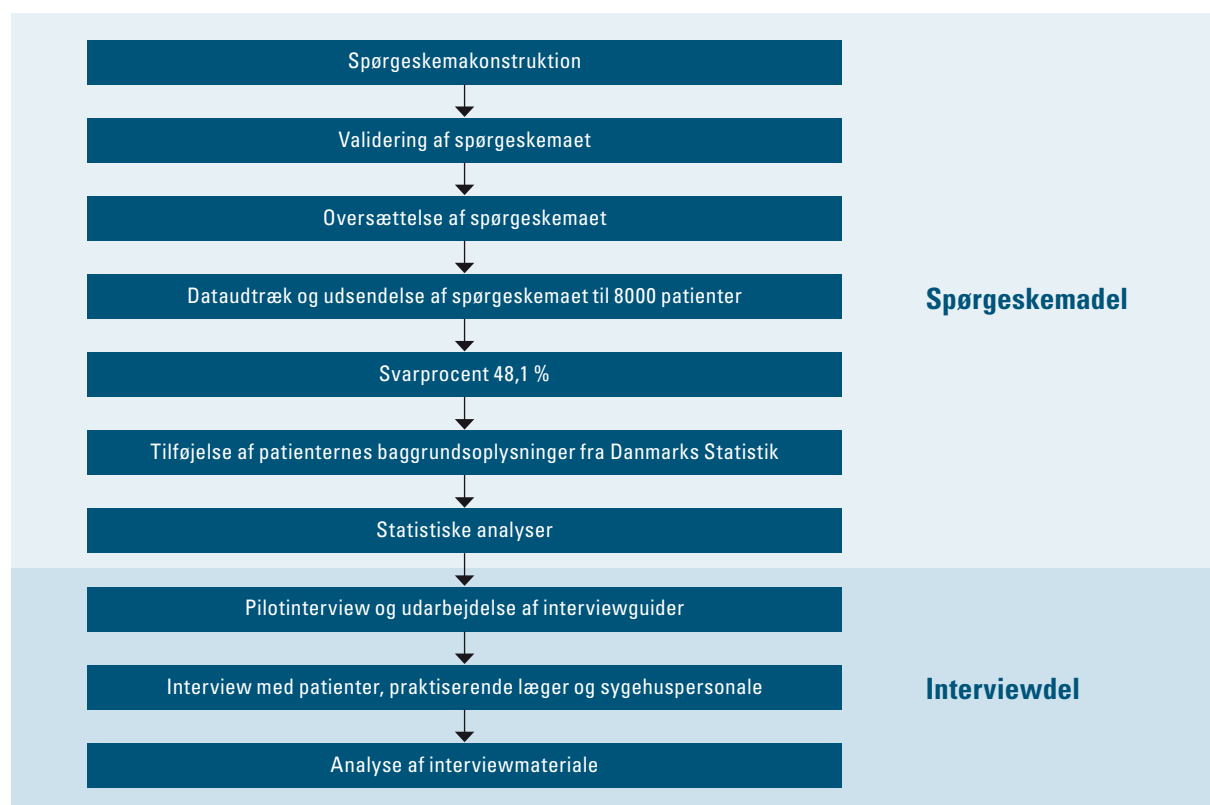 Spørgeskemakonstruktion
Validering af spørgeskemaet
Oversættelse af spørgeskemaet
Dataudtræk og udsendelse af spørgeskemaet til 8000 patienter
Spørgeskemadel
Svarprocent 48,1 %
Tilføjelse af patienternes baggrundsoplysninger fra Danmarks Statistik
Statistiske analyser
Pilotinterview og udarbejdelse af interviewguider
Interview med patienter, praktiserende læger og sygehuspersonale
Interviewdel
Analyse af interviewmateriale